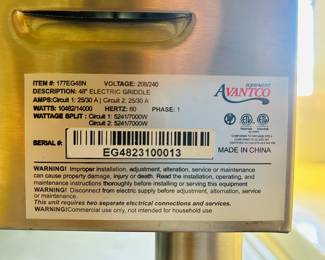 ITEM #: 177EG48N VOLTAGE: 208/240
DESCRIPTION: 48" ELECTRIC GRIDDLE
AMPS:Circuit 1: 25/30 A | Circuit 2: 25/30 A
WATTS: 10482/14000 HERTZ: 60 PHASE: 1
WATTAGE SPLIT : Circuit 1: 5241/7000W
Circuit 2: 5241/7000W
EQUIPMENT
AVANTCO
SERIAL #:
EG4823100013
MADE IN CHINA
WARNING! Improper installation, adjustment, alteration, service or maintenance
can cause property damage, injury or death. Read the installation, operating, and
maintenance instructions thoroughly before installing or servicing this equipment
WARNING! Disconnect from electric supply before adjustment, alternation, service
or maintenance.
This unit requires two separate electrical connections and services.
WARNING!Commercial use only, not intended for household use